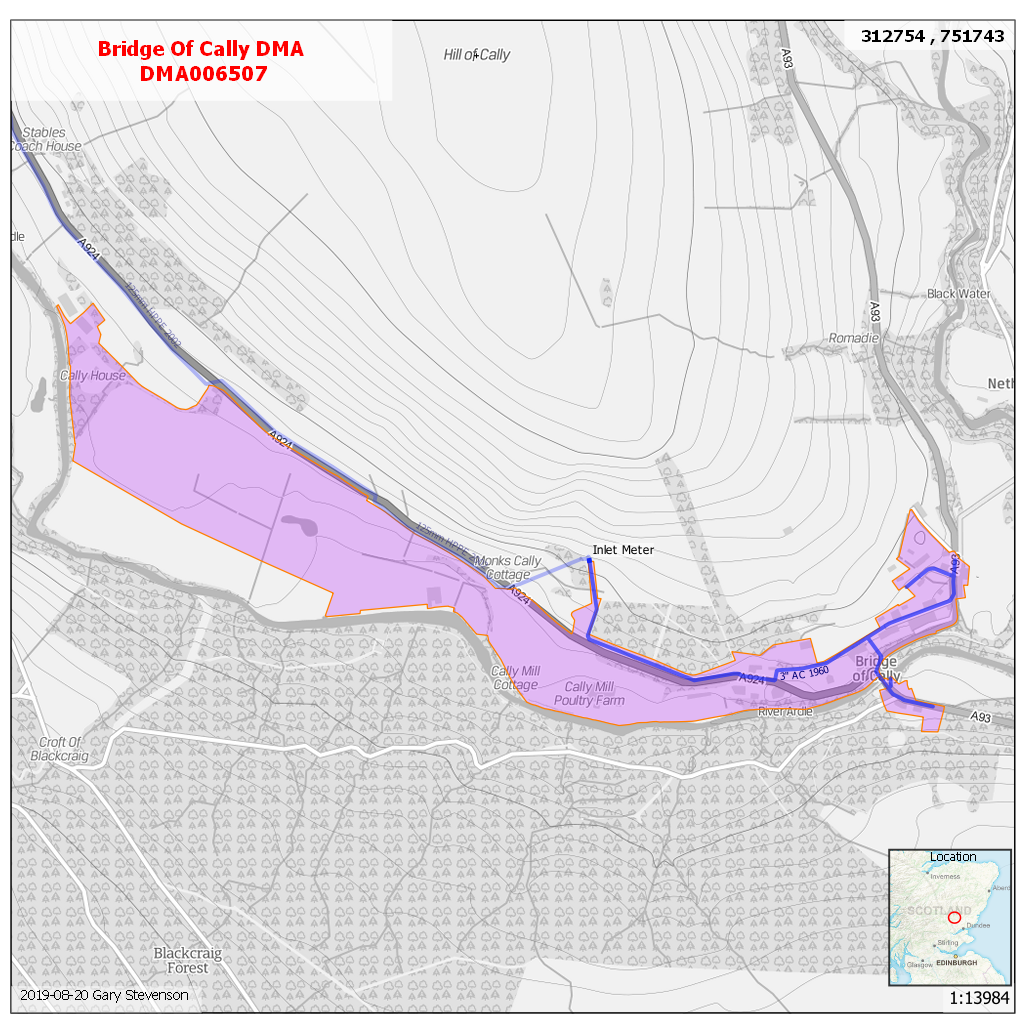 Bridge Of Cally DMA
DMA006507
312754 , 751743
Hill of Cally
A93
Stables
Coach House
dle
A924
125mm HPPE 2002
Black Water
A93
Romadie
Neth
Cally House
A924
125mm HPPE
Monks Cally
Cottage
Inlet Meter
A924
A93
Bridge
of Cally
Cally Mill
Cottage
Cally Mill
Poultry Farm
A924
3" AC 1960
River Ardle
A93
Croft Of
Blackcraig
Blackcraig
Forest
Location
Inverness
Aberd
SCOTLAND
Dundee
Stirling
Glasgow
EDINBURGH
2019-08-20 Gary Stevenson
1:13984